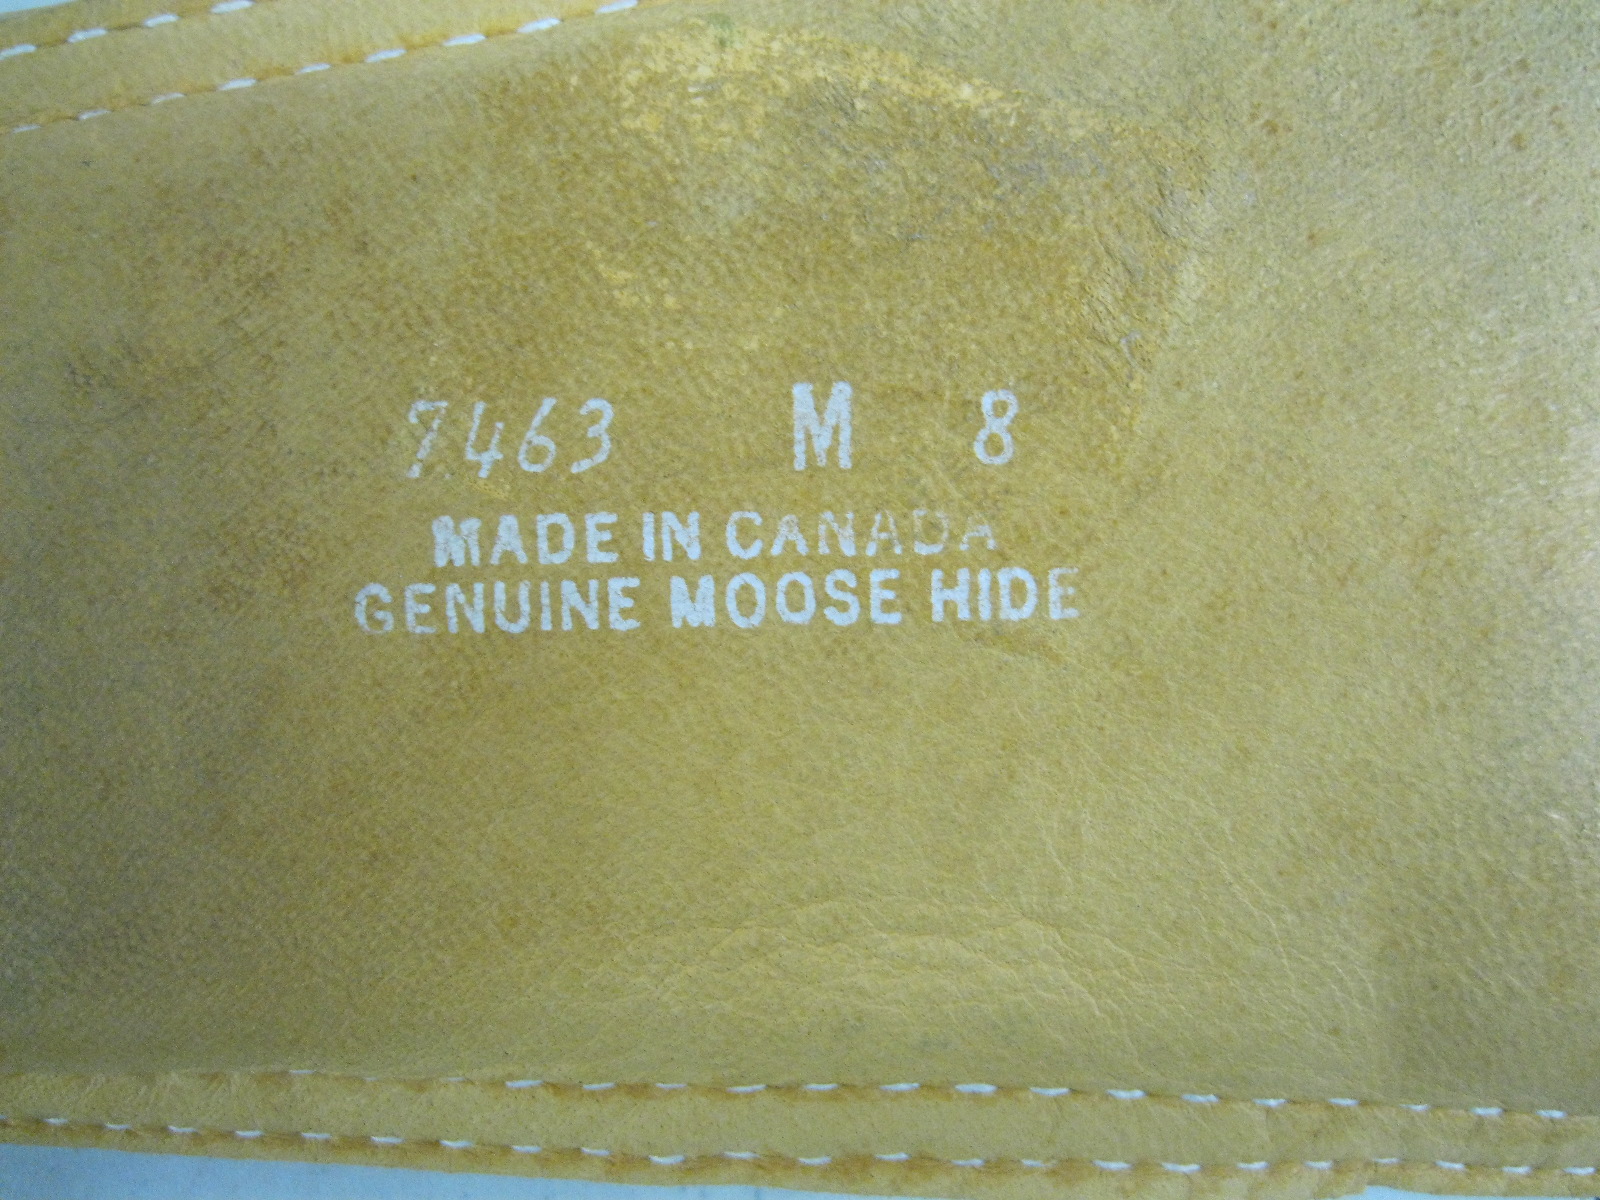 7463 M 8
MADE IN CANADA
GENUINE MOOSE HIDE